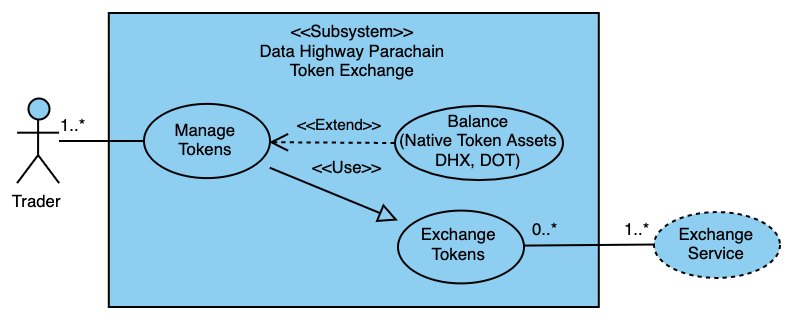 <<Subsystem>>
Data Highway Parachain
Token Exchange
1..*
Manage
Tokens
<<Extend>>
Balance
(Native Token Assets
DHX, DOT)
<<Use>>
Trader
Exchange
Tokens
0..*
1..*
Exchange
Service